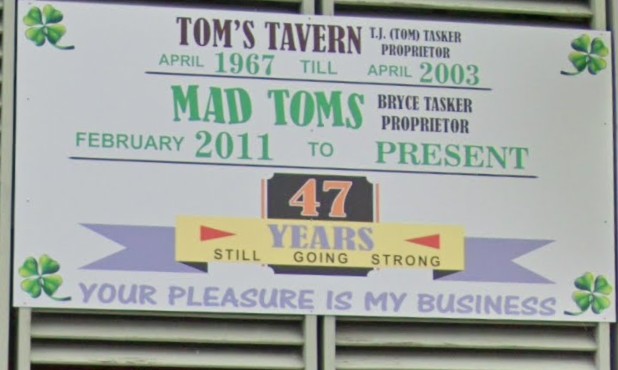 TOM'S TAVERN T.J. (TOM) TASKER
PROPRIETOR
APRIL 1967 TILL APRIL 2003
MAD TOMS BRYCE TASKER
PROPRIETOR
FEBRUARY 2011 TO PRESENT
47
YEARS
STILL GOING STRONG
YOUR PLEASURE IS MY BUSINESS